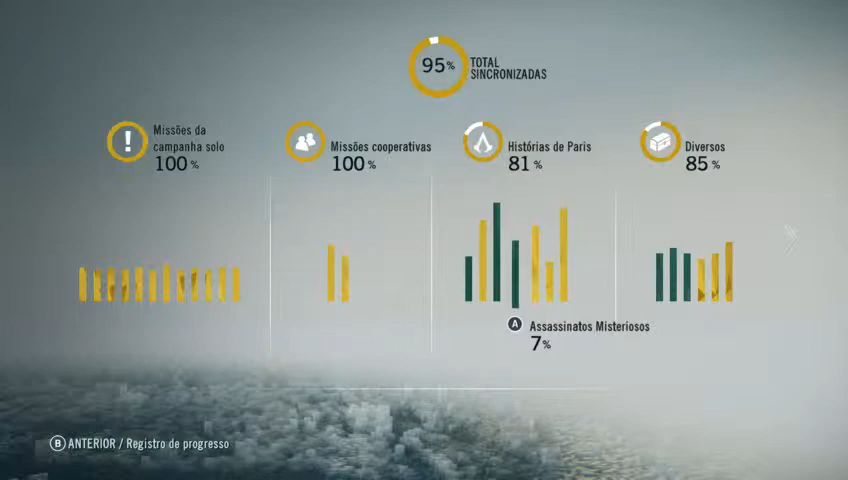 95%
TOTAL
SINCRONIZADAS
Missões da
campanha solo
100 %
Missões cooperativas
100 %
Histórias de Paris
81 %
Diversos
85 %
A Assassinatos Misteriosos
7%
B ANTERIOR / Registro de progresso